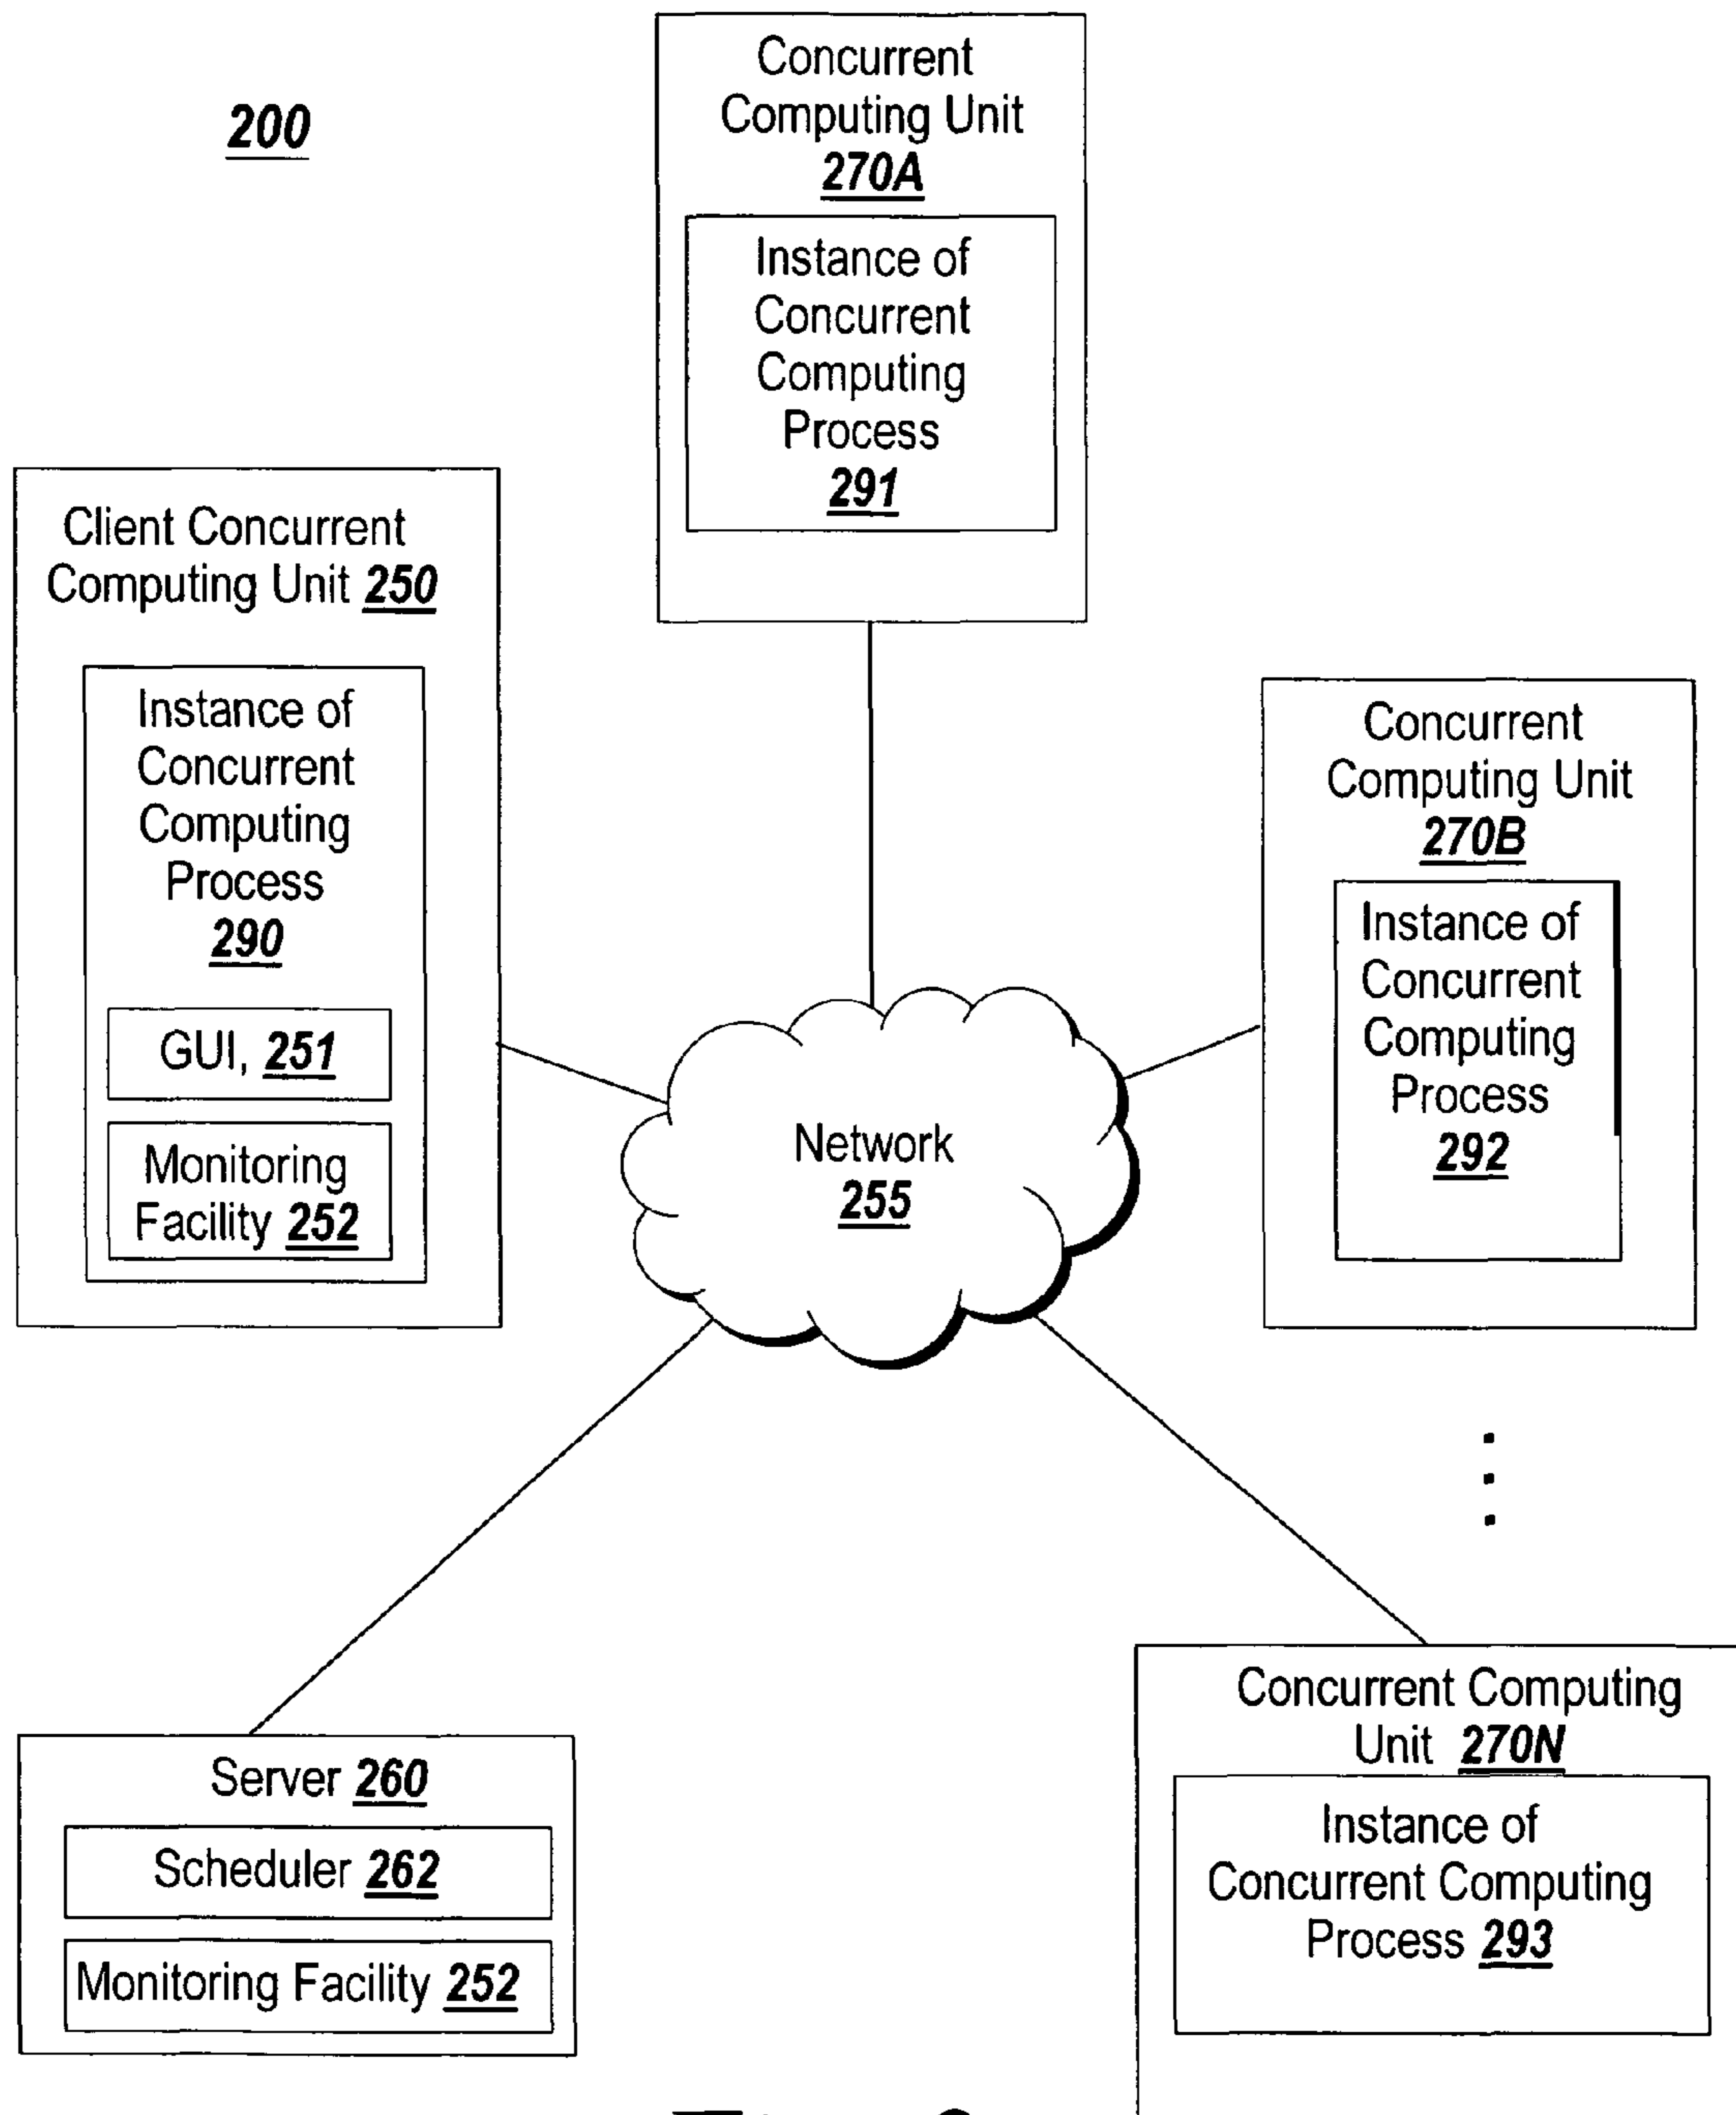 200
Concurrent
Computing Unit
270A
Instance of
Concurrent
Computing
Process
291
Client Concurrent
Computing Unit 250
Instance of
Concurrent
Computing
Process
290
GUI, 251
Monitoring
Facility 252
Concurrent
Computing Unit
270B
Instance of
Concurrent
Computing
Process
292
Network
255
Server 260
Scheduler 262
Monitoring Facility 252
Concurrent Computing
Unit 270N
Instance of
Concurrent Computing
Process 293